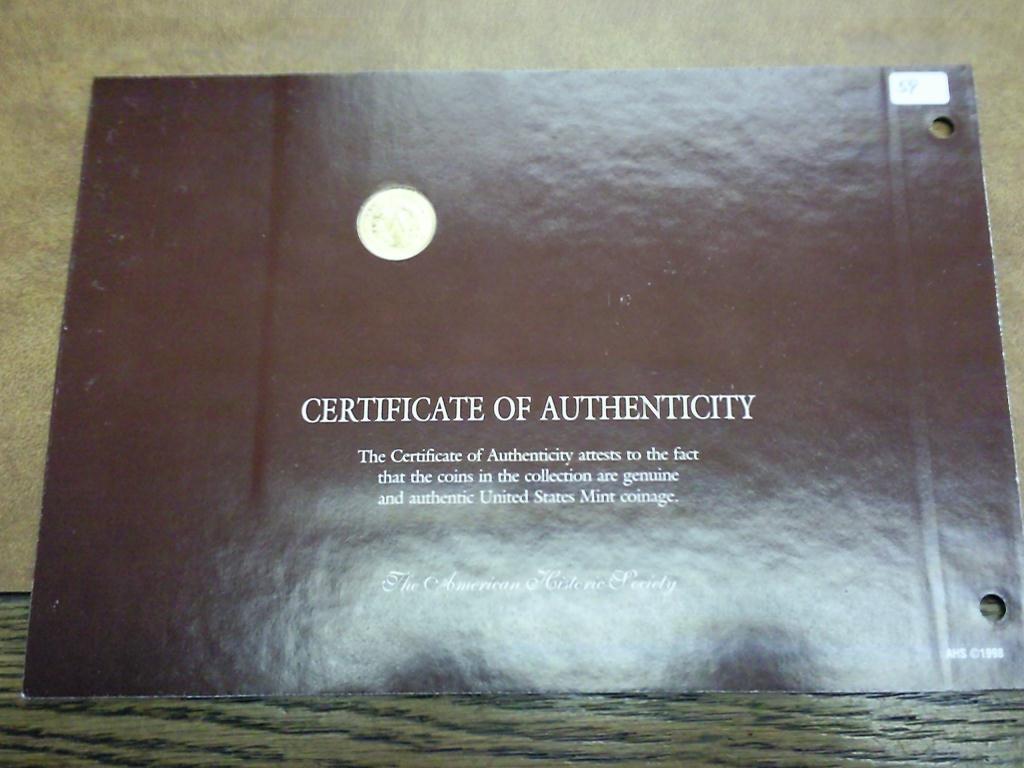 59
CERTIFICATE OF AUTHENTICITY
The Certificate of Authenticity attests to the fact
that the coins in the collection are genuine
and authentic United States Mint coinage.
The American Historic Society
AHS ©1998